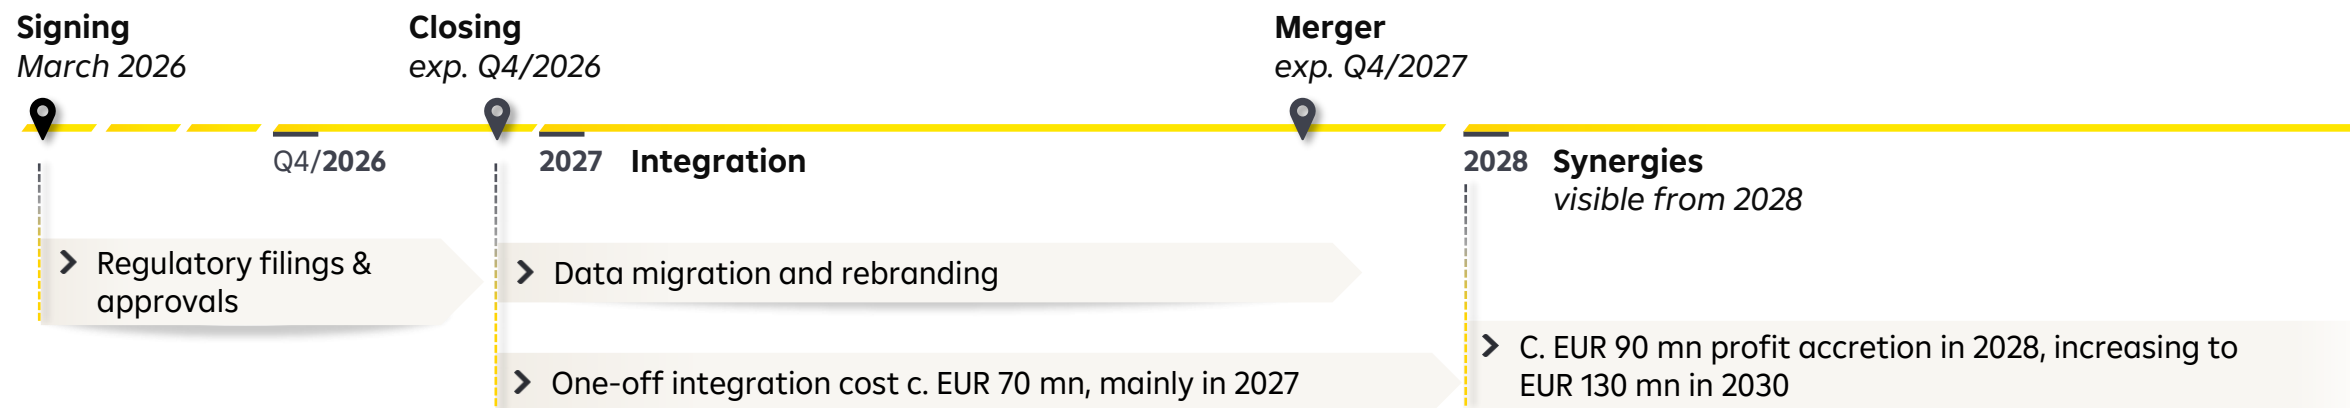 Signing
March 2026
Closing
exp. Q4/2026
Merger
exp. Q4/2027
Q4/2026
2027 Integration
2028 Synergies
visible from 2028
Regulatory filings &
approvals
Data migration and rebranding
One-off integration cost c. EUR 70 mn, mainly in 2027
C. EUR 90 mn profit accretion in 2028, increasing to
EUR 130 mn in 2030